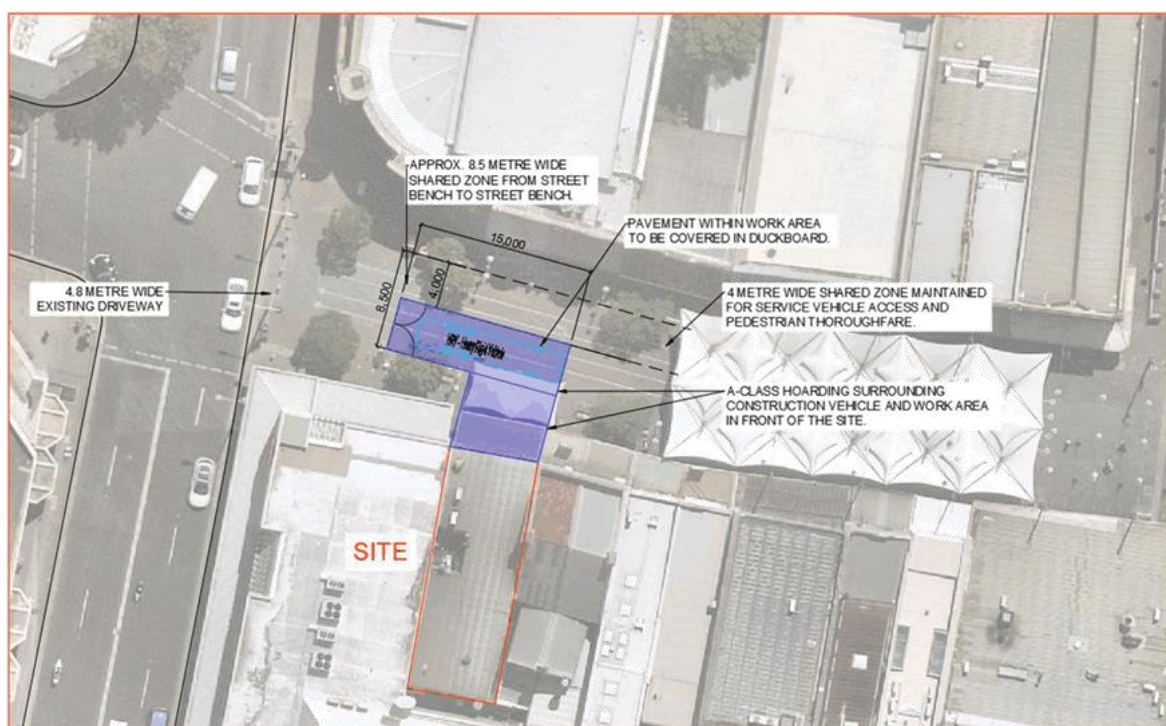 APPROX. 8.5 METRE WIDE
SHARED ZONE FROM STREET
BENCH TO STREET BENCH.
PAVEMENT WITHIN WORK AREA
TO BE COVERED IN DUCKBOARD.
15,000
4,000
8,500
4.8 METRE WIDE
EXISTING DRIVEWAY
4 METRE WIDE SHARED ZONE MAINTAINED
FOR SERVICE VEHICLE ACCESS AND
PEDESTRIAN THOROUGHFARE.
A-CLASS HOARDING SURROUNDING
CONSTRUCTION VEHICLE AND WORK AREA
IN FRONT OF THE SITE.
SITE